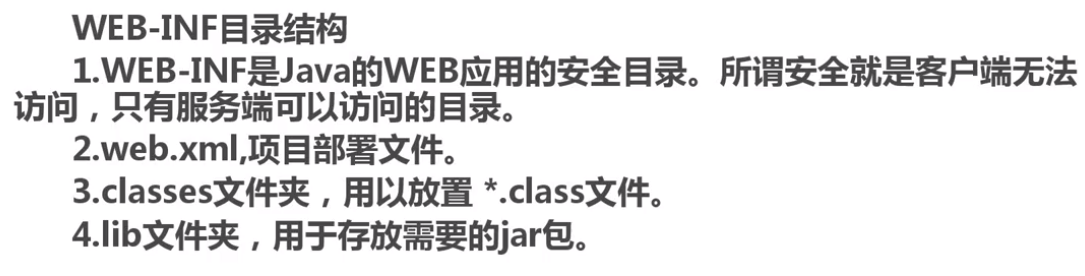 WEB-INF目录结构
1.WEB-INF是Java的WEB应用的安全目录。所谓安全就是客户端无法
访问，只有服务端可以访问的目录。
2.web.xml,项目部署文件。
3.classes文件夹，用以放置 *.class文件。
4.lib文件夹，用于存放需要的jar包。